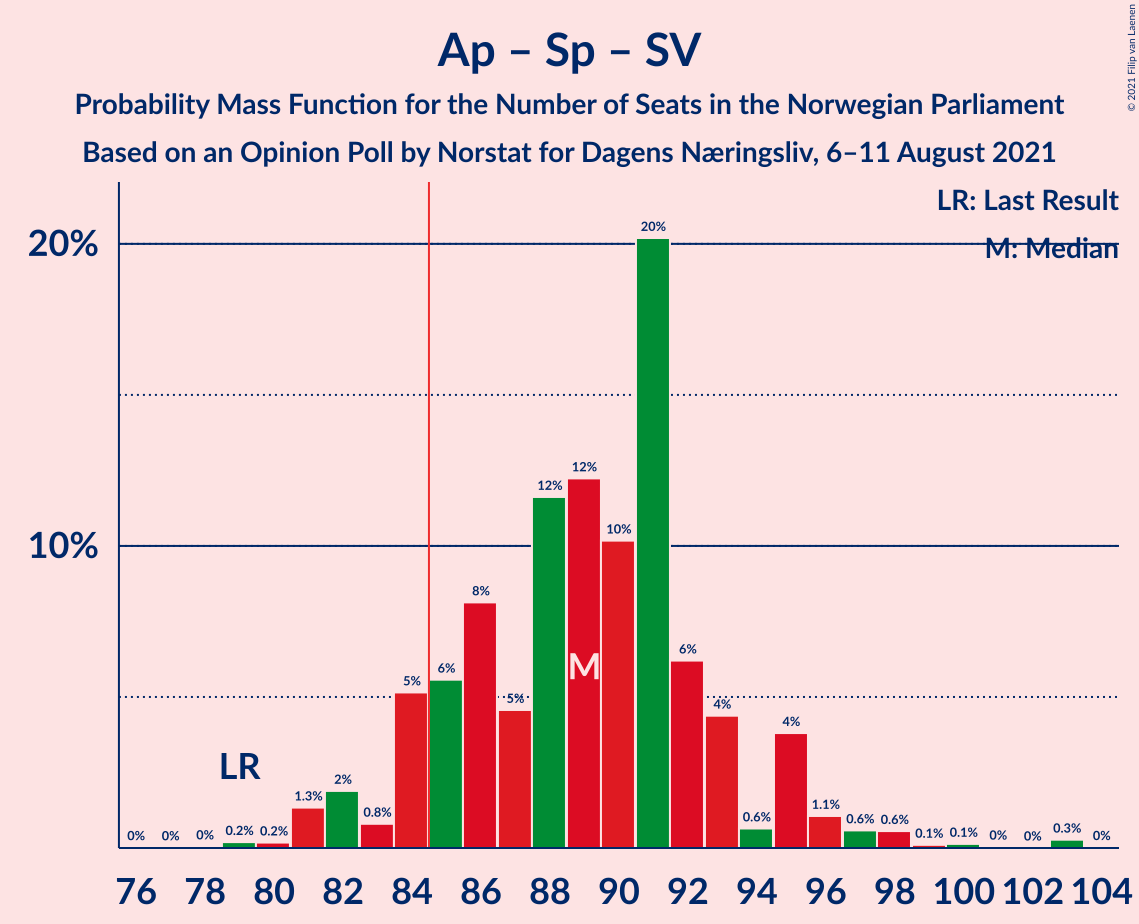 Ap – Sp – SV
Probability Mass Function for the Number of Seats in the Norwegian Parliament
Based on an Opinion Poll by Norstat for Dagens Næringsliv, 6–11 August 2021
© 2021 Filip van Laenen
LR: Last Result
M: Median
20%
10%
0% 0% 0% 0.2% 0.2% 1.3% 2% 0.8% 5% 6% 8% 5% 12% 12% 10% 20% 6% 4% 0.6% 4% 1.1% 0.6% 0.6% 0.1% 0.1% 0% 0% 0.3% 0%
LR
M
76 78 80 82 84 86 88 90 92 94 96 98 100 102 104